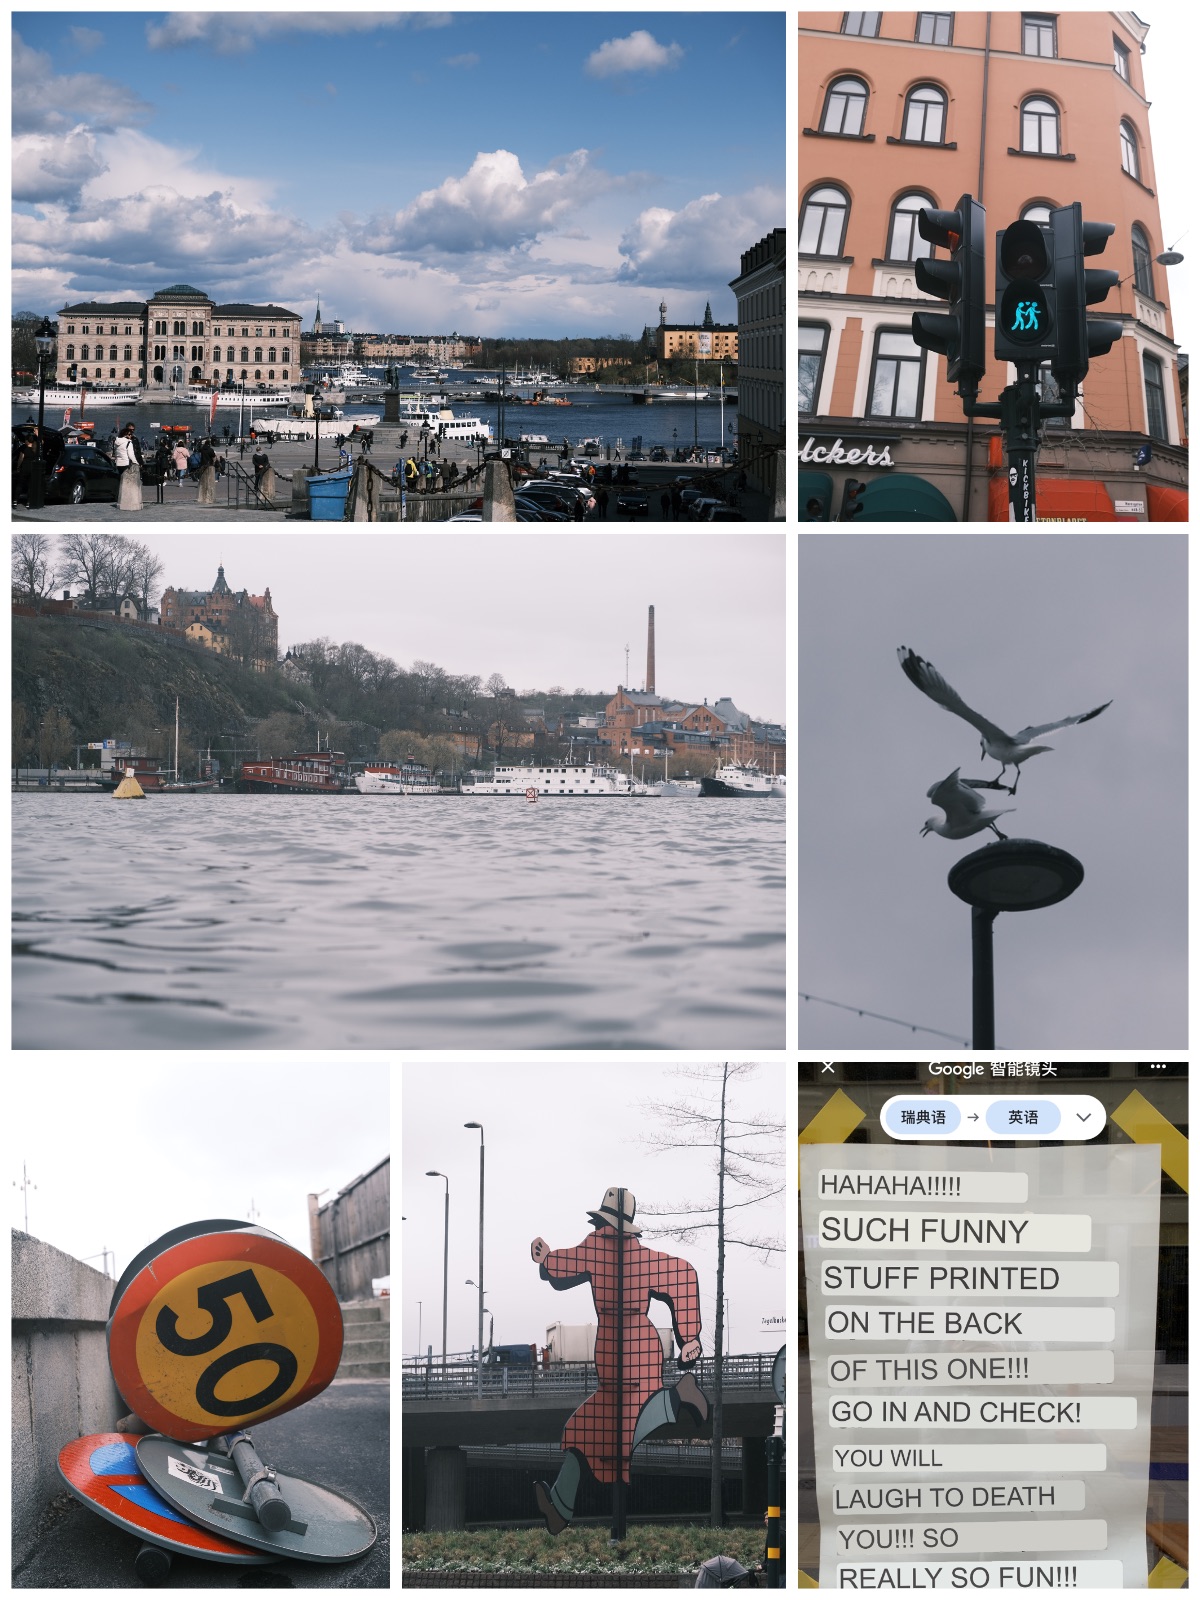 lckers
KICKBIKE
Google 智能镜头
瑞典语 → 英语
HAHAHA!!!!!
SUCH FUNNY
STUFF PRINTED
ON THE BACK
OF THIS ONE!!!
GO IN AND CHECK!
YOU WILL
LAUGH TO DEATH
YOU!!! SO
REALLY SO FUN!!!
50